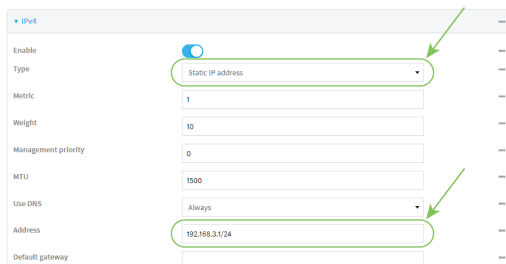 ▼ IPv4
Enable
Type Static IP address
Metric 1
Weight 10
Management priority 0
MTU 1500
Use DNS Always
Address 192.168.3.1/24
Default gateway